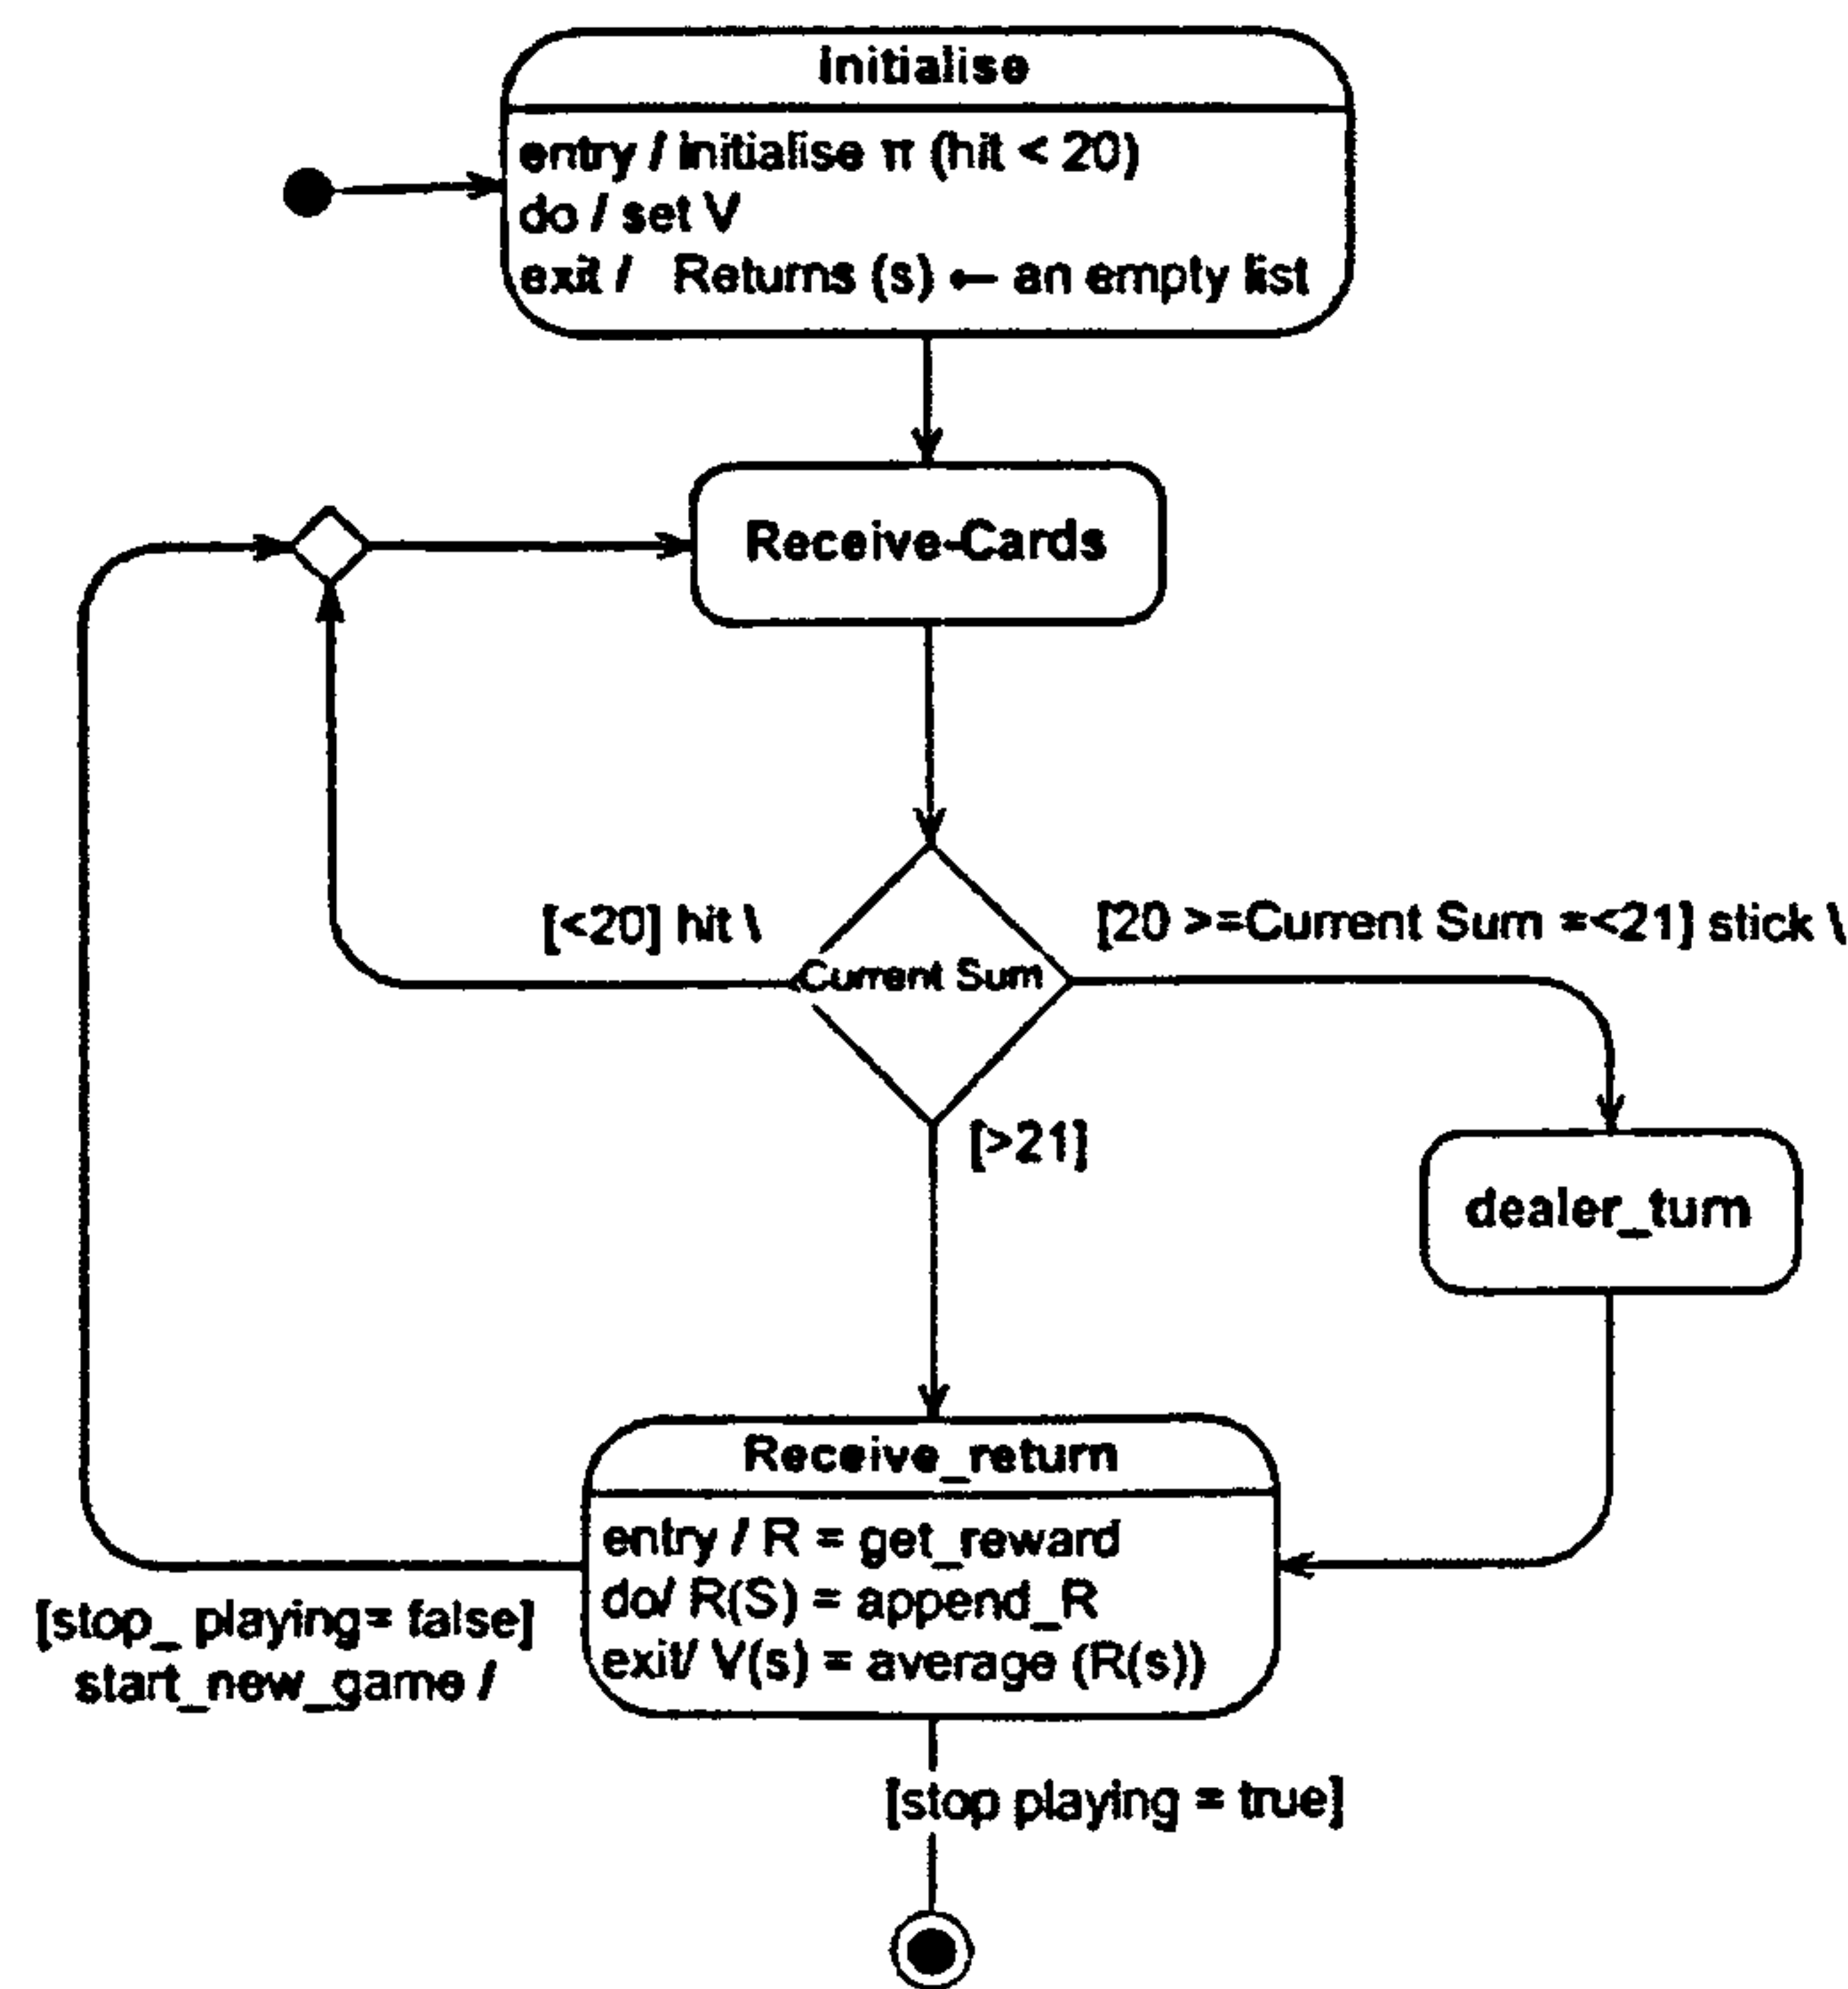 Initialise
entry / initialise π (hit < 20)
do / set V
exit / Returns (s) ← an empty list
Receive-Cards
[<20] hit \
[20 >=Current Sum =<21] stick \
Current Sum
[>21]
dealer_turn
Receive_return
entry / R = get_reward
do/ R(S) = append_R
exit/ V(s) = average (R(s))
[stop_ playing= false]
start_new_game /
[stop playing = true]